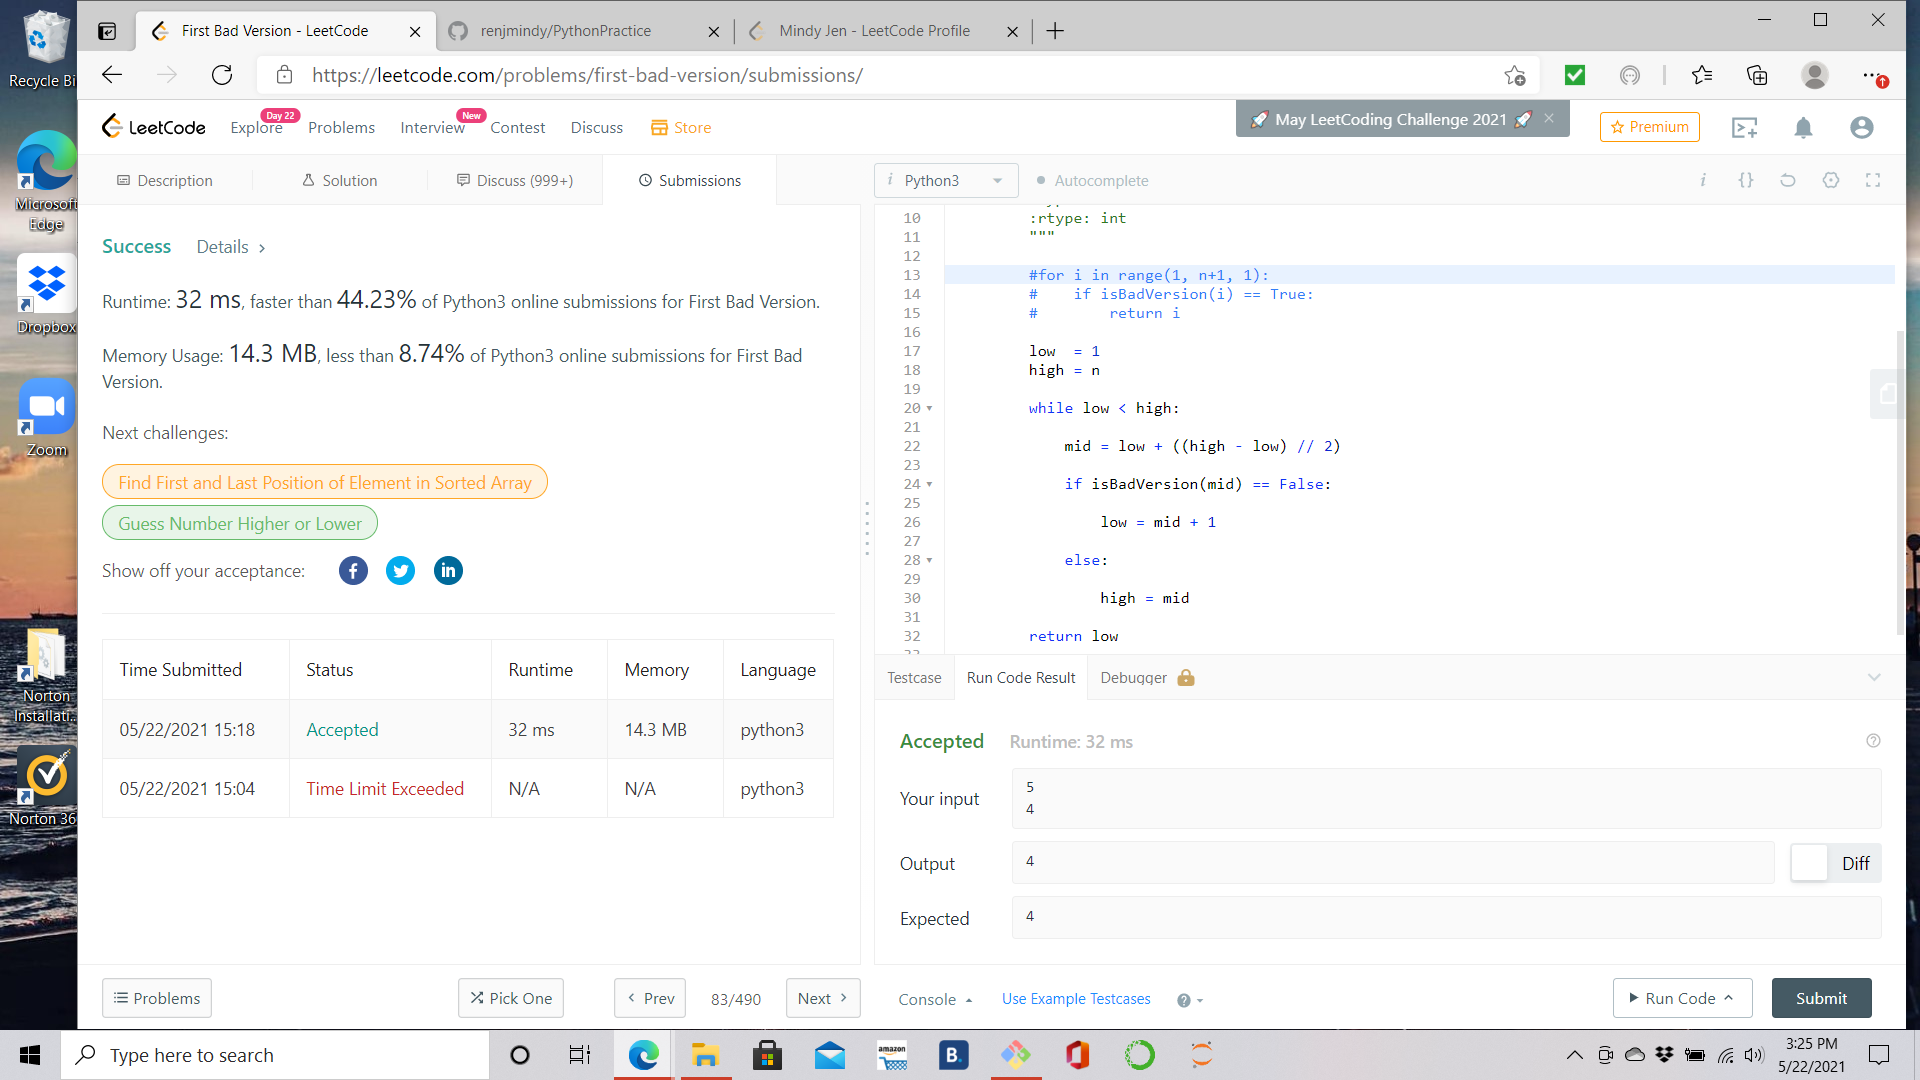 Recycle Bi
Microsoft
Edge
Dropbox
Zoom
Norton
Installati...
Norton 36
First Bad Version - LeetCode
renjmindy/PythonPractice
Mindy Jen - LeetCode Profile
https://leetcode.com/problems/first-bad-version/submissions/
LeetCode
Explore
Day 22
Problems
Interview
New
Contest
Discuss
Store
🚀 May LeetCoding Challenge 2021 🚀
Premium
Description
Solution
Discuss (999+)
Submissions
Python3
Autocomplete
Success Details >
Runtime: 32 ms, faster than 44.23% of Python3 online submissions for First Bad Version.
Memory Usage: 14.3 MB, less than 8.74% of Python3 online submissions for First Bad
Version.
Next challenges:
Find First and Last Position of Element in Sorted Array
Guess Number Higher or Lower
Show off your acceptance:
Time Submitted Status Runtime Memory Language
05/22/2021 15:18 Accepted 32 ms 14.3 MB python3
05/22/2021 15:04 Time Limit Exceeded N/A N/A python3
10 :rtype: int
11 """
12
13 #for i in range(1, n+1, 1):
14 #    if isBadVersion(i) == True:
15 #        return i
16
17 low  = 1
18 high = n
19
20 while low < high:
21
22 mid = low + ((high - low) // 2)
23
24 if isBadVersion(mid) == False:
25
26 low = mid + 1
27
28 else:
29
30 high = mid
31
32 return low
Testcase
Run Code Result
Debugger
Accepted Runtime: 32 ms
Your input
5
4
Output
4
Diff
Expected
4
Problems
Pick One
Prev
83/490
Next
Console
Use Example Testcases
Run Code
Submit
Type here to search
amazon
B.
3:25 PM
5/22/2021